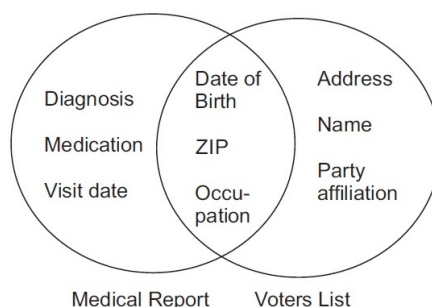 Diagnosis
Medication
Visit date
Date of
Birth
ZIP
Occu-
pation
Address
Name
Party
affiliation
Medical Report
Voters List